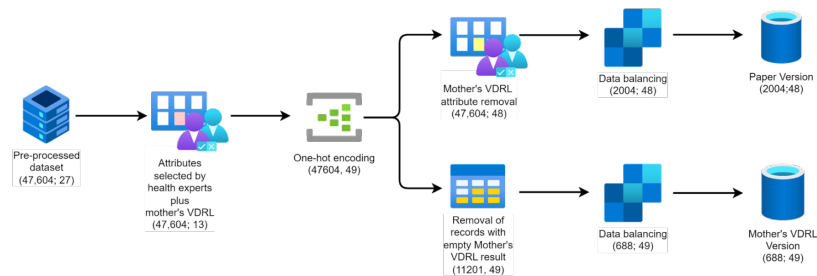 Pre-processed
dataset
(47,604; 27)
Attributes
selected by
health experts
plus
mother's VDRL
(47,604; 13)
One-hot encoding
(47604, 49)
Mother's VDRL
attribute removal
(47,604; 48)
Data balancing
(2004; 48)
Paper Version
(2004;48)
Removal of
records with
empty Mother's
VDRL result
(11201, 49)
Data balancing
(688; 49)
Mother's VDRL
Version
(688; 49)